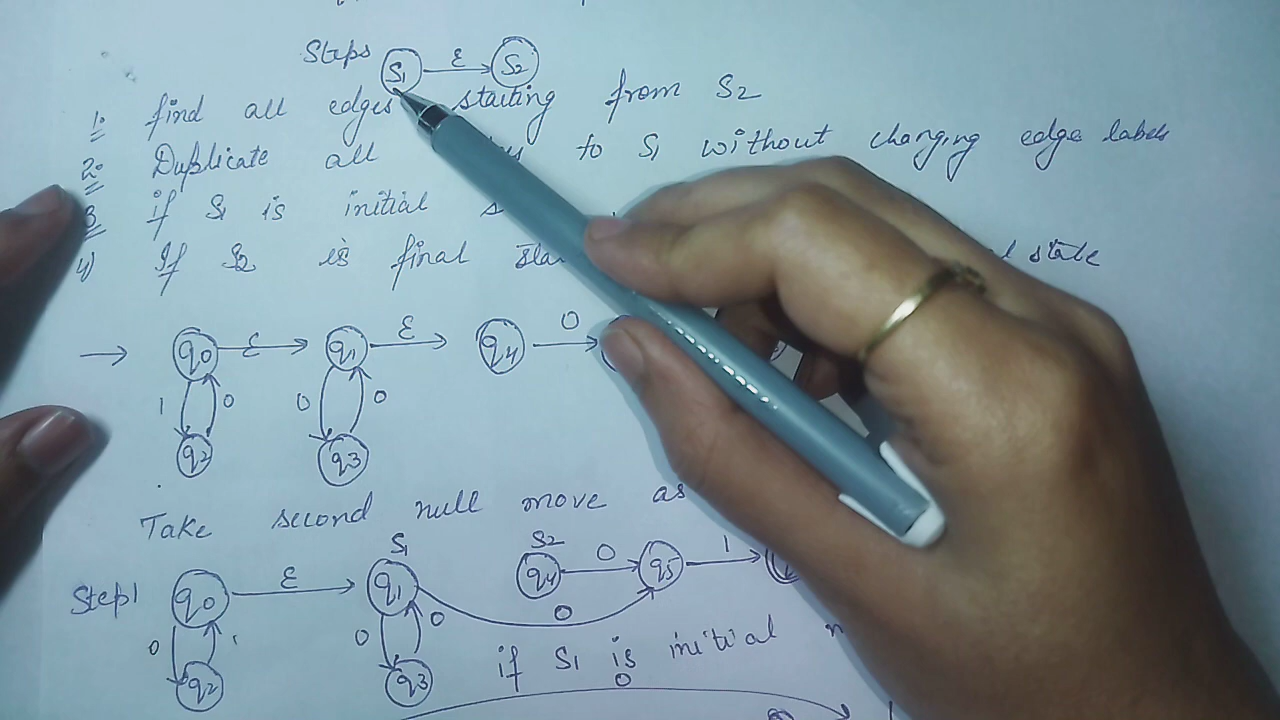 Steps S1 ε S2
1. find all edges starting from S2
2. Duplicate all to S1 without changing edge labels
3 if S1 is initial
4) If S2 is final state
q0 ε q1 ε q4 0
1 0 0 0
q2 q3
Take second null move as
S1 S2
Step1 q0 ε q1 q4 0 q5 1
0 0 0 0
q2 q3 if S1 is initial
0